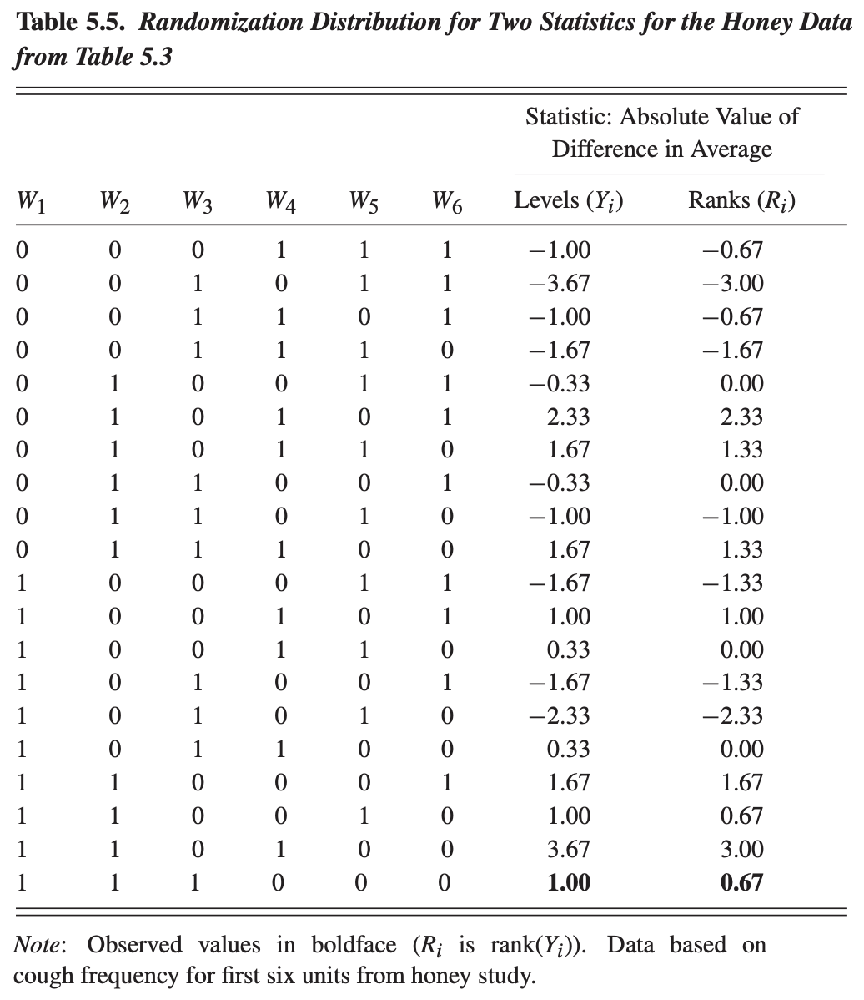 Table 5.5. Randomization Distribution for Two Statistics for the Honey Data
from Table 5.3
Statistic: Absolute Value of
Difference in Average
W1 W2 W3 W4 W5 W6 Levels (Yi) Ranks (Ri)
0 0 0 1 1 1 −1.00 −0.67
0 0 1 0 1 1 −3.67 −3.00
0 0 1 1 0 1 −1.00 −0.67
0 0 1 1 1 0 −1.67 −1.67
0 1 0 0 1 1 −0.33 0.00
0 1 0 1 0 1 2.33 2.33
0 1 0 1 1 0 1.67 1.33
0 1 1 0 0 1 −0.33 0.00
0 1 1 0 1 0 −1.00 −1.00
0 1 1 1 0 0 1.67 1.33
1 0 0 0 1 1 −1.67 −1.33
1 0 0 1 0 1 1.00 1.00
1 0 0 1 1 0 0.33 0.00
1 0 1 0 0 1 −1.67 −1.33
1 0 1 0 1 0 −2.33 −2.33
1 0 1 1 0 0 0.33 0.00
1 1 0 0 0 1 1.67 1.67
1 1 0 0 1 0 1.00 0.67
1 1 0 1 0 0 3.67 3.00
1 1 1 0 0 0 1.00 0.67
Note: Observed values in boldface (Ri is rank(Yi)). Data based on
cough frequency for first six units from honey study.